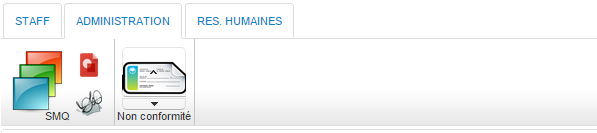 STAFF
ADMINISTRATION
RES. HUMAINES
SMQ
Non conformité